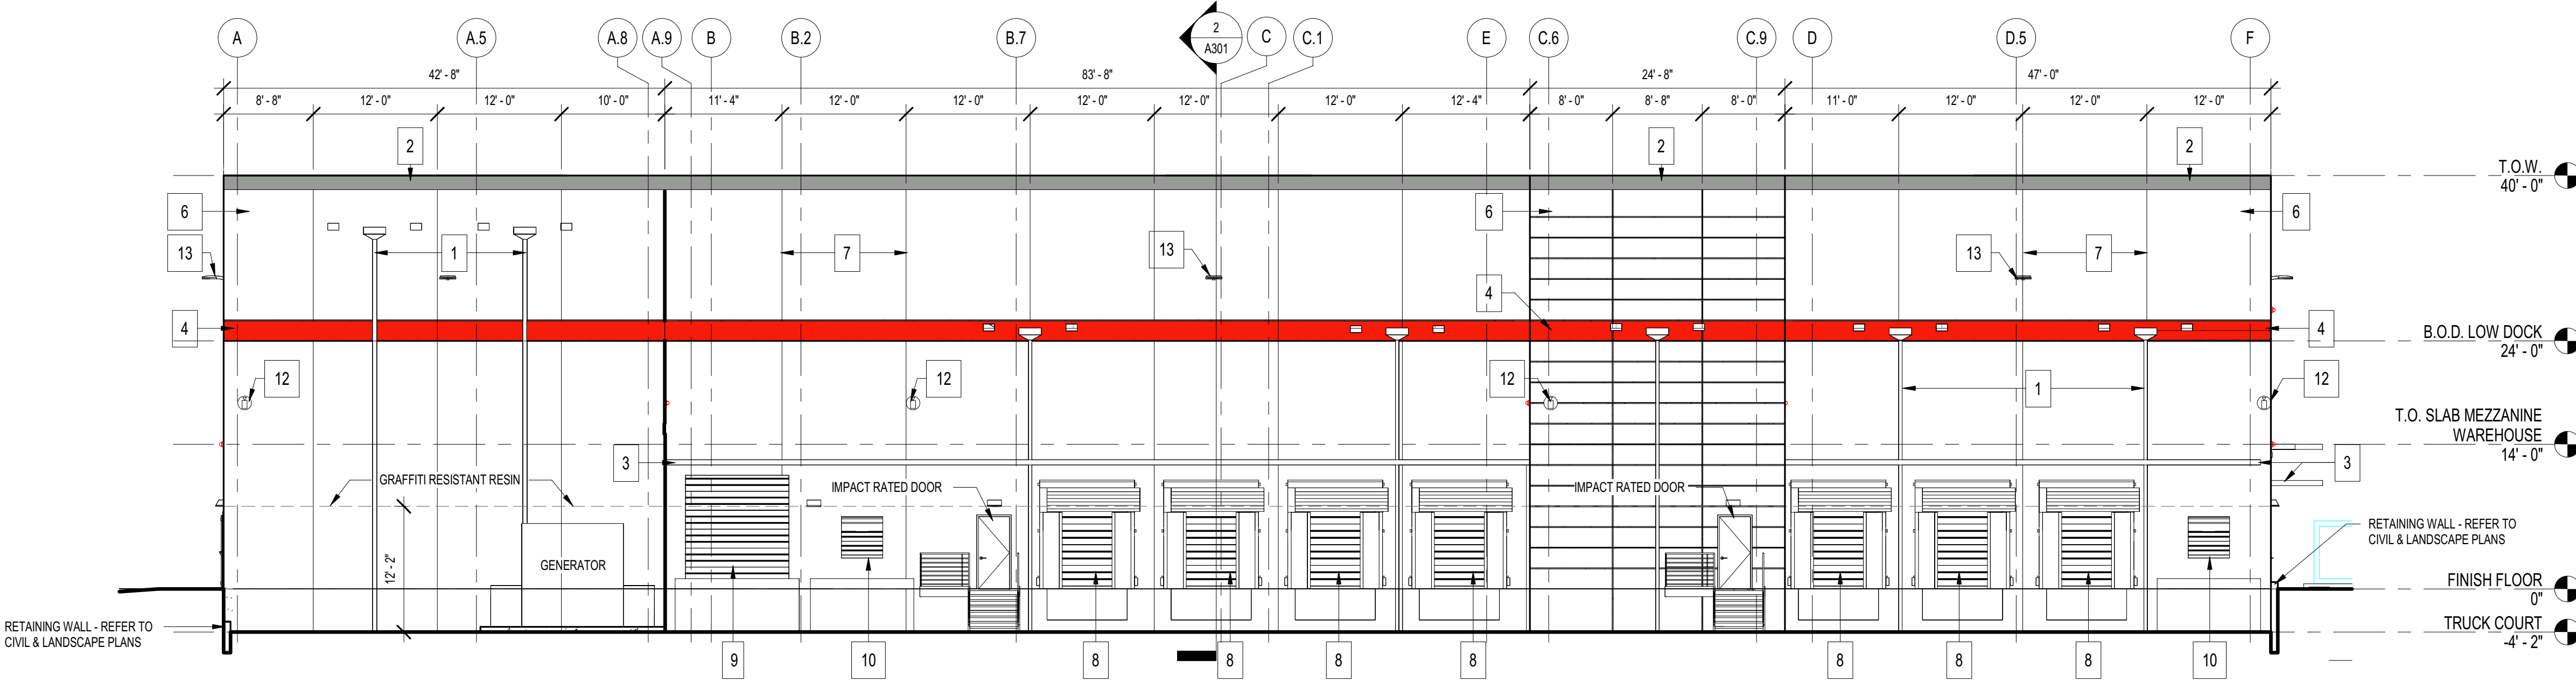 A
A.5
A.8
A.9
B
B.2
B.7
2
A301
C
C.1
E
C.6
C.9
D
D.5
F
42' - 8"
83' - 8"
24' - 8"
47' - 0"
8' - 8"
12' - 0"
12' - 0"
10' - 0"
11' - 4"
12' - 0"
12' - 0"
12' - 0"
12' - 0"
12' - 0"
12' - 4"
8' - 0"
8' - 8"
8' - 0"
11' - 0"
12' - 0"
12' - 0"
12' - 0"
2
2
2
T.O.W.
40' - 0"
6
6
6
13
1
7
13
13
7
4
4
4
B.O.D. LOW DOCK
24' - 0"
12
12
12
1
12
T.O. SLAB MEZZANINE
WAREHOUSE
14' - 0"
3
3
GRAFFITI RESISTANT RESIN
IMPACT RATED DOOR
IMPACT RATED DOOR
12' - 2"
GENERATOR
RETAINING WALL - REFER TO
CIVIL & LANDSCAPE PLANS
FINISH FLOOR
0"
RETAINING WALL - REFER TO
CIVIL & LANDSCAPE PLANS
TRUCK COURT
-4' - 2"
9
10
8
8
8
8
8
8
8
10